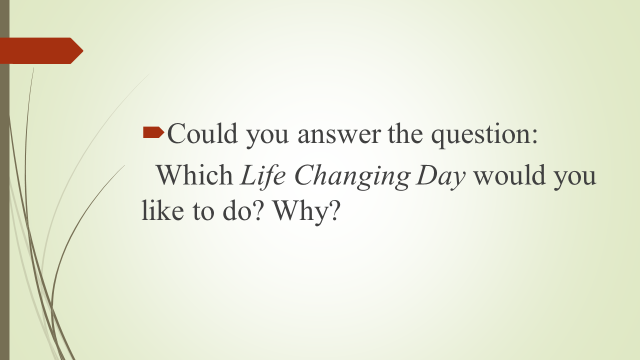 Could you answer the question:
Which Life Changing Day would you
like to do? Why?